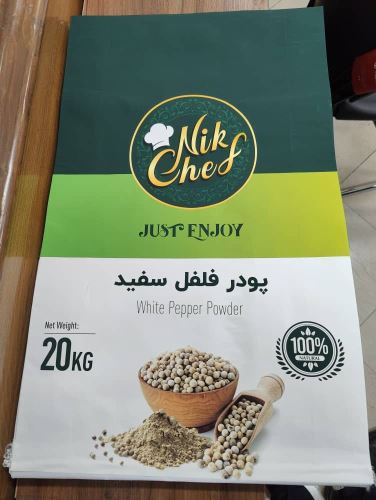 Nik
Chef
JUST ENJOY
پودر فلفل سفید
White Pepper Powder
Net Weight:
20KG
100%
NATURAL